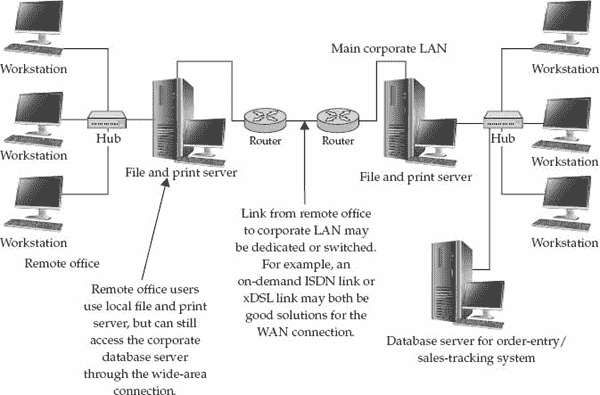 Workstation
Workstation
Workstation
Remote office
Hub
File and print server
Remote office users
use local file and print
server, but can still
access the corporate
database server
through the wide-area
connection.
Router
Router
Link from remote office
to corporate LAN may
be dedicated or switched.
For example, an
on-demand ISDN link or
xDSL link may both be
good solutions for the
WAN connection.
Main corporate LAN
File and print server
Hub
Workstation
Workstation
Workstation
Database server for order-entry/
sales-tracking system